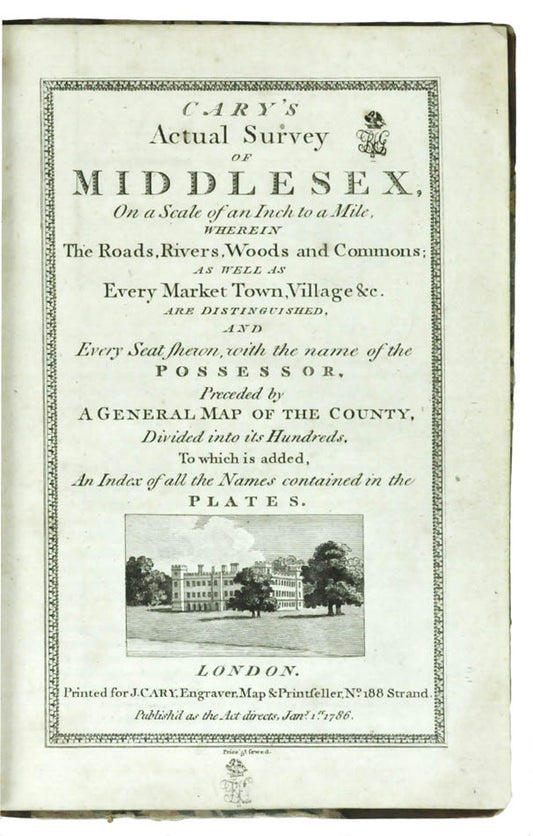 CARY'S
Actual Survey
OF
MIDDLESEX,
On a Scale of an Inch to a Mile,
WHEREIN
The Roads, Rivers, Woods and Commons;
AS WELL AS
Every Market Town, Village &c.
ARE DISTINGUISHED,
AND
Every Seat ſhewn, with the name of the
POSSESSOR,
Preceded by
A GENERAL MAP OF THE COUNTY,
Divided into its Hundreds,
To which is added,
An Index of all the Names contained in the
PLATES.
LONDON.
Printed for J. CARY, Engraver, Map & Printſeller, No. 188 Strand.
Publish'd as the Act directs, Jany. 1st. 1786.
sewed.